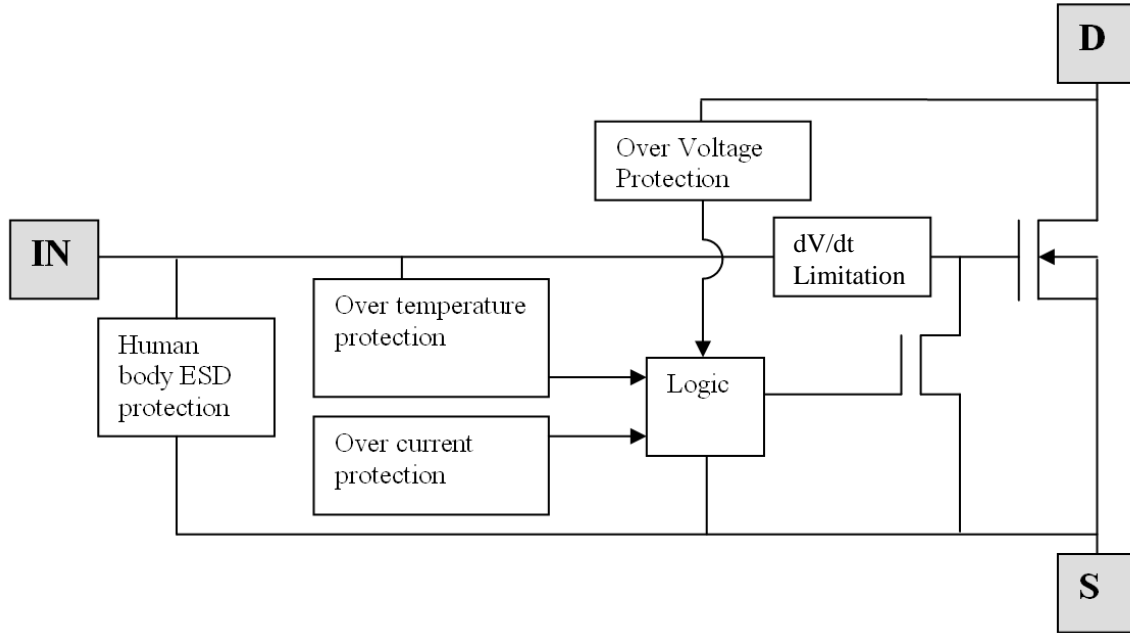 D
Over Voltage
Protection
IN
dV/dt
Limitation
Over temperature
protection
Human
body ESD
protection
Logic
Over current
protection
S